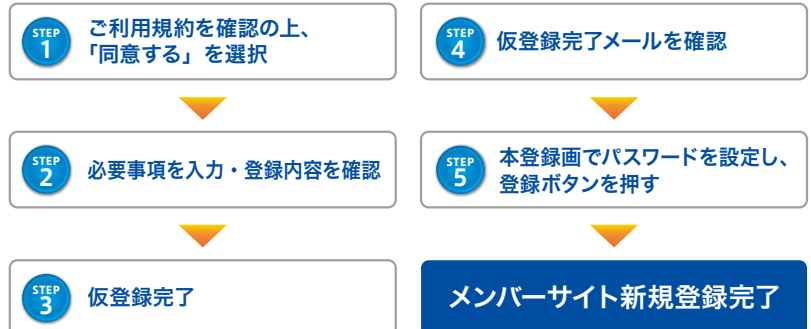 STEP
1
ご利用規約を確認の上、
「同意する」を選択
STEP
2
必要事項を入力・登録内容を確認
STEP
3
仮登録完了
STEP
4
仮登録完了メールを確認
STEP
5
本登録画でパスワードを設定し、
登録ボタンを押す
メンバーサイト新規登録完了